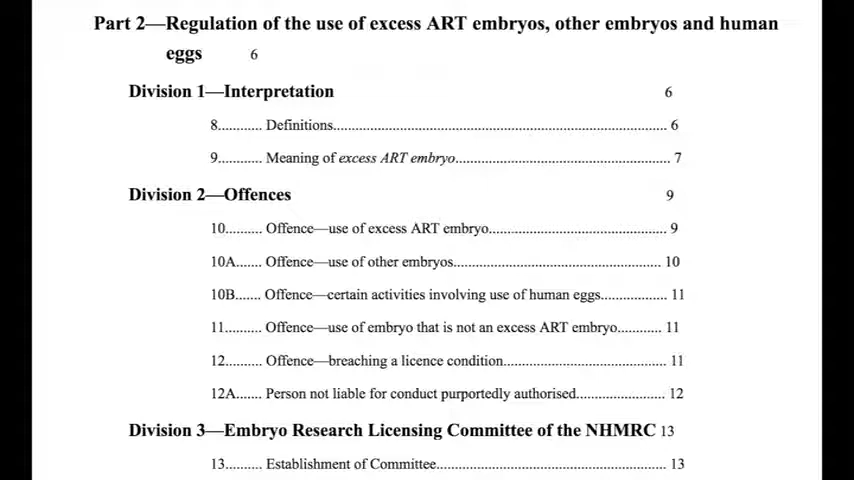 Part 2—Regulation of the use of excess ART embryos, other embryos and human
eggs 6
Division 1—Interpretation 6
8........... Definitions......................................................................................... 6
9............ Meaning of excess ART embryo......................................................... 7
Division 2—Offences 9
10.......... Offence—use of excess ART embryo............................................... 9
10A....... Offence—use of other embryos....................................................... 10
10B....... Offence—certain activities involving use of human eggs.................. 11
11.......... Offence—use of embryo that is not an excess ART embryo............ 11
12.......... Offence—breaching a licence condition........................................... 11
12A....... Person not liable for conduct purportedly authorised........................ 12
Division 3—Embryo Research Licensing Committee of the NHMRC 13
13.......... Establishment of Committee............................................................. 13